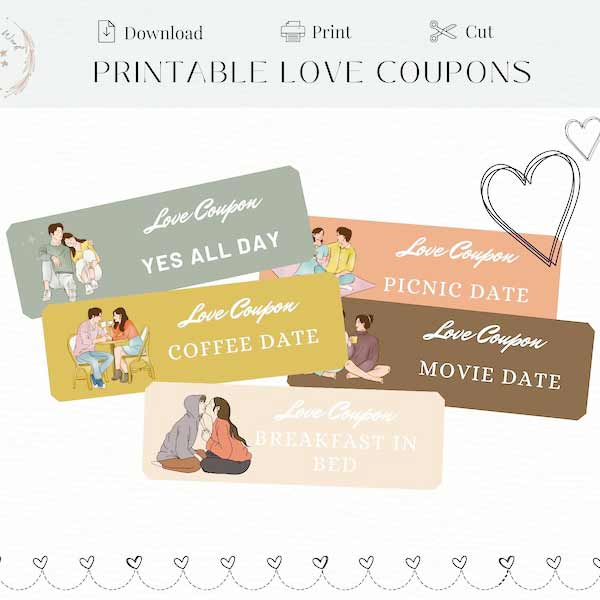 Download
Print
Cut
PRINTABLE LOVE COUPONS
Love Coupon
YES ALL DAY
Love Coupon
PICNIC DATE
Love Coupon
COFFEE DATE
Love Coupon
MOVIE DATE
Love Coupon
BREAKFAST IN
BED